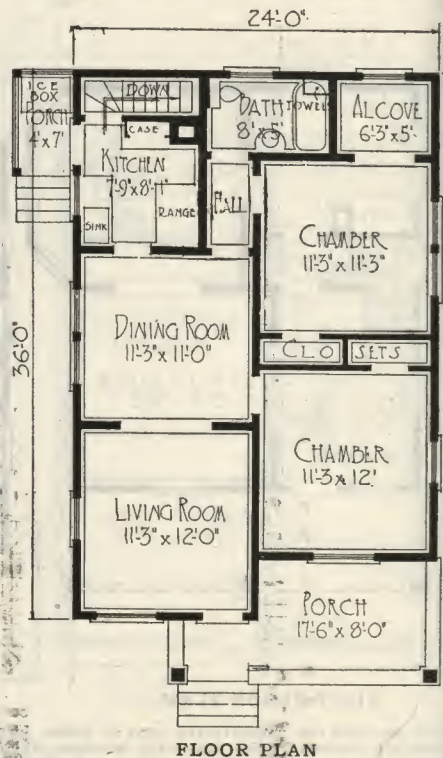 24'-0"
ICE
BOX
PORCH
4'x7'
DOWN
CASE
KITCHEN
7'-9"x8'-11"
SINK
RANGE
BATH
8'x5'
TOWELS
ALCOVE
6'-3"x5'
HALL
CHAMBER
11'-3"x11'-3"
36'-0"
DINING ROOM
11'-3"x11'-0"
CLO
SETS
CHAMBER
11'-3x12'
LIVING ROOM
11'-3"x12'-0"
PORCH
17'-6"x8'-0"
FLOOR PLAN